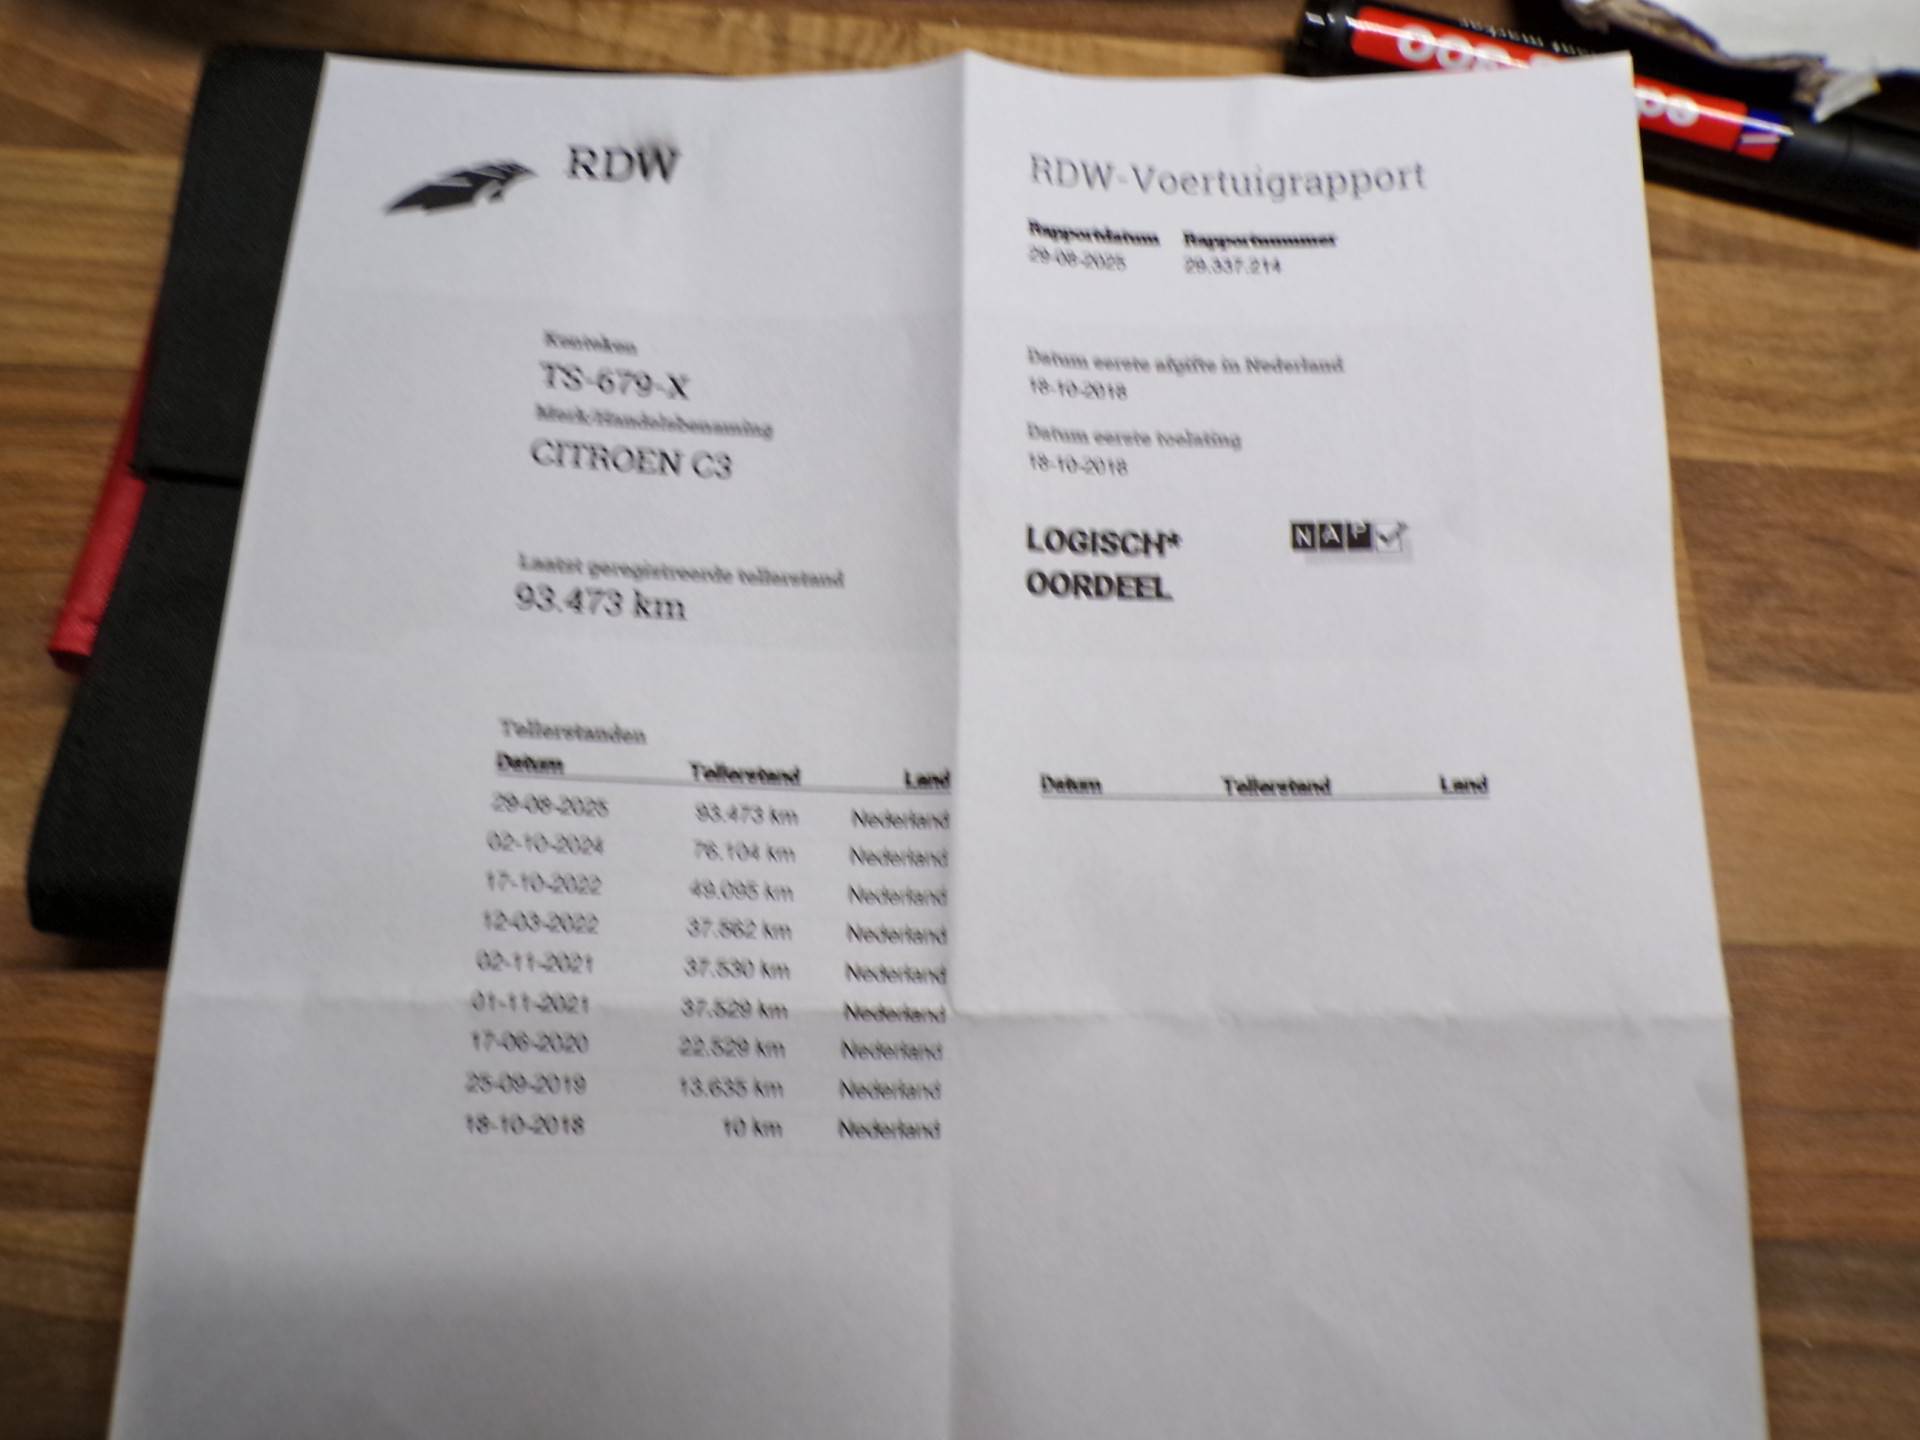 RDW
RDW-Voertuigrapport
Rapportdatum Rapportnummer
29-08-2025 29.337.214
Kenteken
TS-679-X
Merk/Handelsbenaming
CITROEN C3
Laatst geregistreerde tellerstand
93.473 km
Datum eerste afgifte in Nederland
18-10-2018
Datum eerste toelating
18-10-2018
LOGISCH*
OORDEEL
NAP
Tellerstanden
Datum Tellerstand Land
29-08-2025 93.473 km Nederland
02-10-2024 76.104 km Nederland
17-10-2022 49.095 km Nederland
12-03-2022 37.562 km Nederland
02-11-2021 37.530 km Nederland
01-11-2021 37.529 km Nederland
17-06-2020 22.529 km Nederland
25-09-2019 13.635 km Nederland
18-10-2018 10 km Nederland
Datum Tellerstand Land